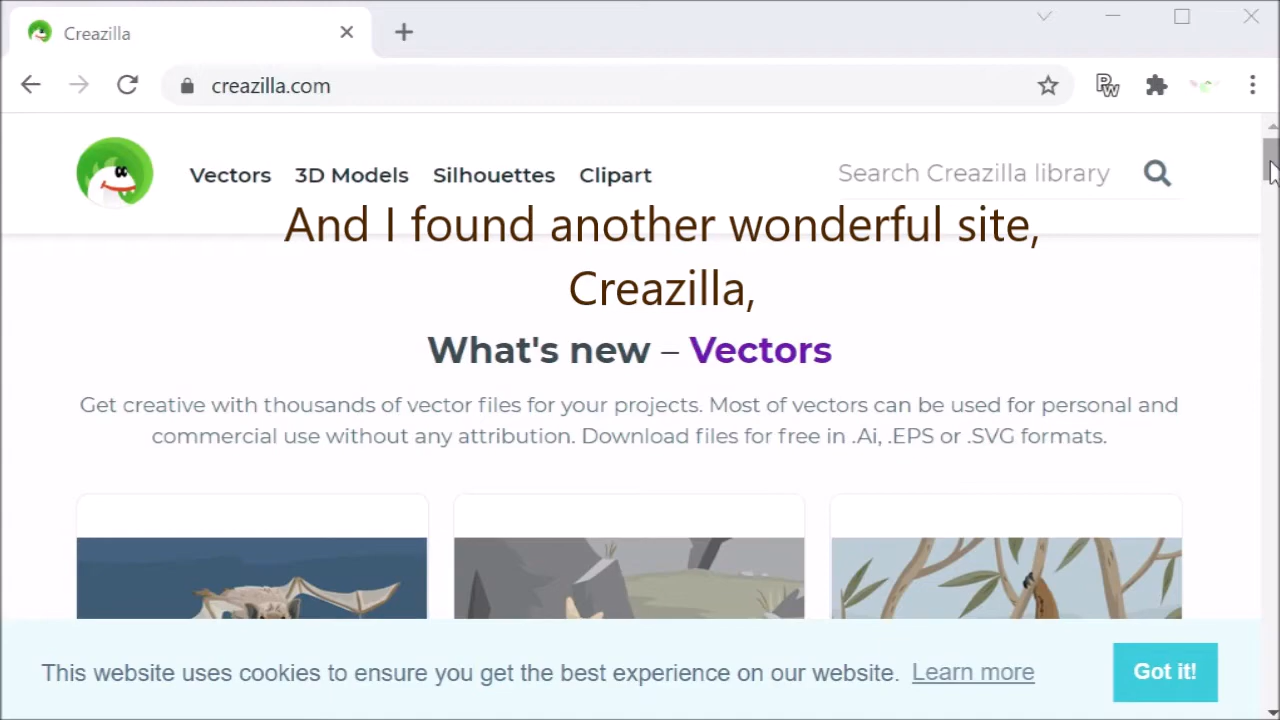 Creazilla
creazilla.com
Vectors 3D Models Silhouettes Clipart Search Creazilla library
And I found another wonderful site,
Creazilla,
What's new – Vectors
Get creative with thousands of vector files for your projects. Most of vectors can be used for personal and
commercial use without any attribution. Download files for free in .Ai, .EPS or .SVG formats.
This website uses cookies to ensure you get the best experience on our website. Learn more Got it!